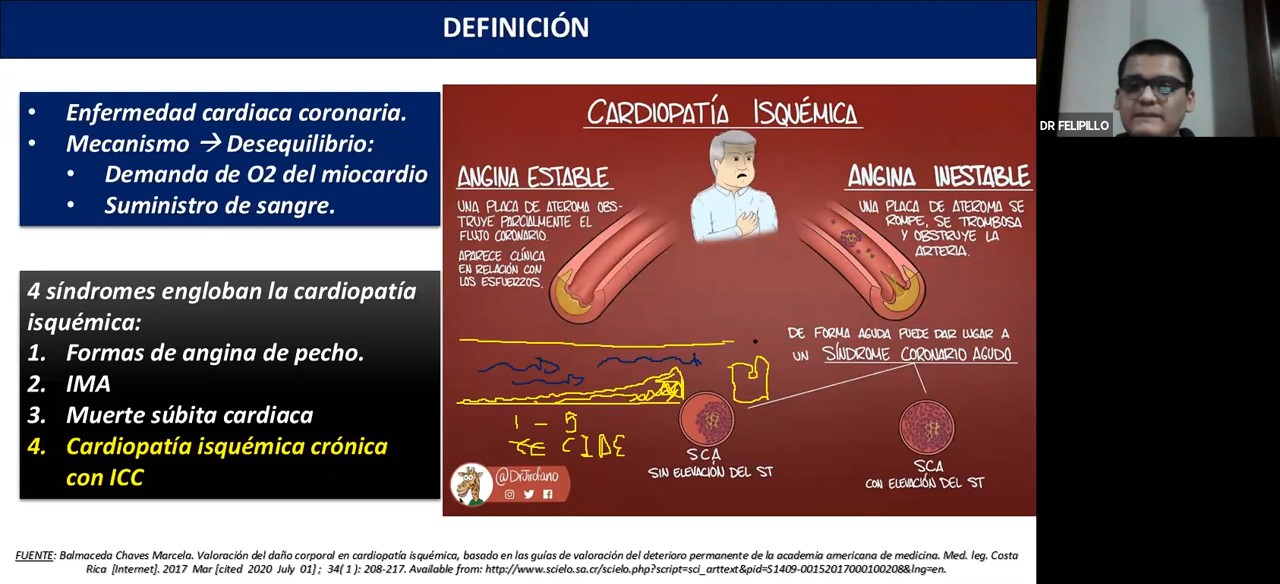 DEFINICIÓN
• Enfermedad cardiaca coronaria.
• Mecanismo → Desequilibrio:
• Demanda de O2 del miocardio
• Suministro de sangre.
4 síndromes engloban la cardiopatía
isquémica:
1. Formas de angina de pecho.
2. IMA
3. Muerte súbita cardiaca
4. Cardiopatía isquémica crónica
con ICC
CARDIOPATÍA ISQUÉMICA
ANGINA ESTABLE
UNA PLACA DE ATEROMA OBS-
TRUYE PARCIALMENTE EL
FLUJO CORONARIO.
APARECE CLÍNICA
EN RELACIÓN CON
LOS ESFUERZOS.
ANGINA INESTABLE
UNA PLACA DE ATEROMA SE
ROMPE, SE TROMBOSA
Y OBSTRUYE LA
ARTERIA.
DE FORMA AGUDA PUEDE DAR LUGAR A
UN SÍNDROME CORONARIO AGUDO
SCA
SIN ELEVACIÓN DEL ST
SCA
CON ELEVACIÓN DEL ST
@DrJirofano
DR FELIPILLO
FUENTE: Balmaceda Chaves Marcela. Valoración del daño corporal en cardiopatía isquémica, basado en las guías de valoración del deterioro permanente de la academia americana de medicina. Med. leg. Costa
Rica [Internet]. 2017 Mar [cited 2020 July 01] ; 34( 1 ): 208-217. Available from: http://www.scielo.sa.cr/scielo.php?script=sci_arttext&pid=S1409-00152017000100208&lng=en.